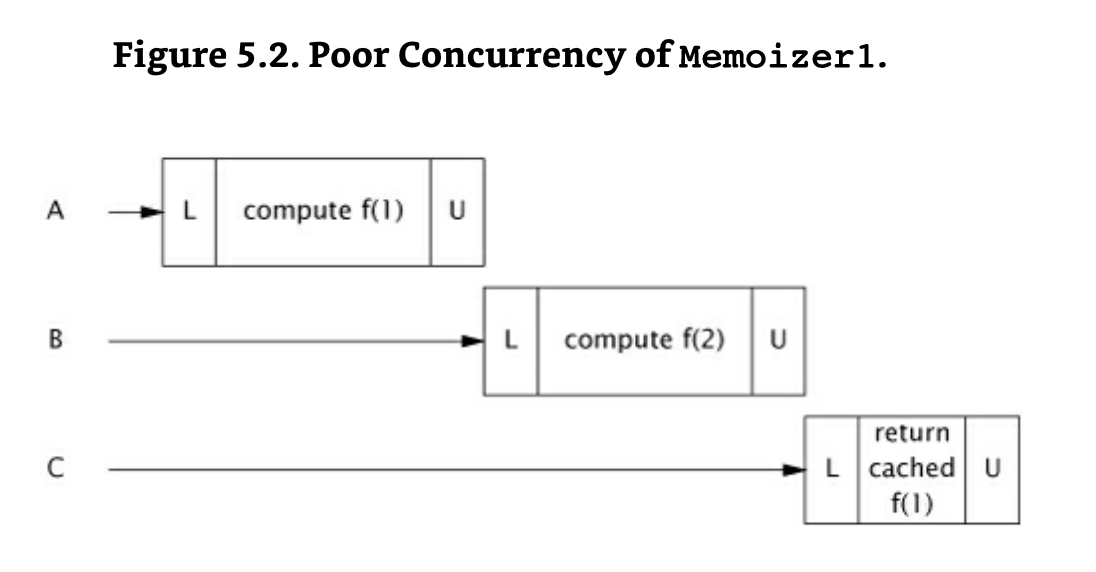 Figure 5.2. Poor Concurrency of Memoizer1.
A L compute f(1) U
B L compute f(2) U
C L return cached f(1) U